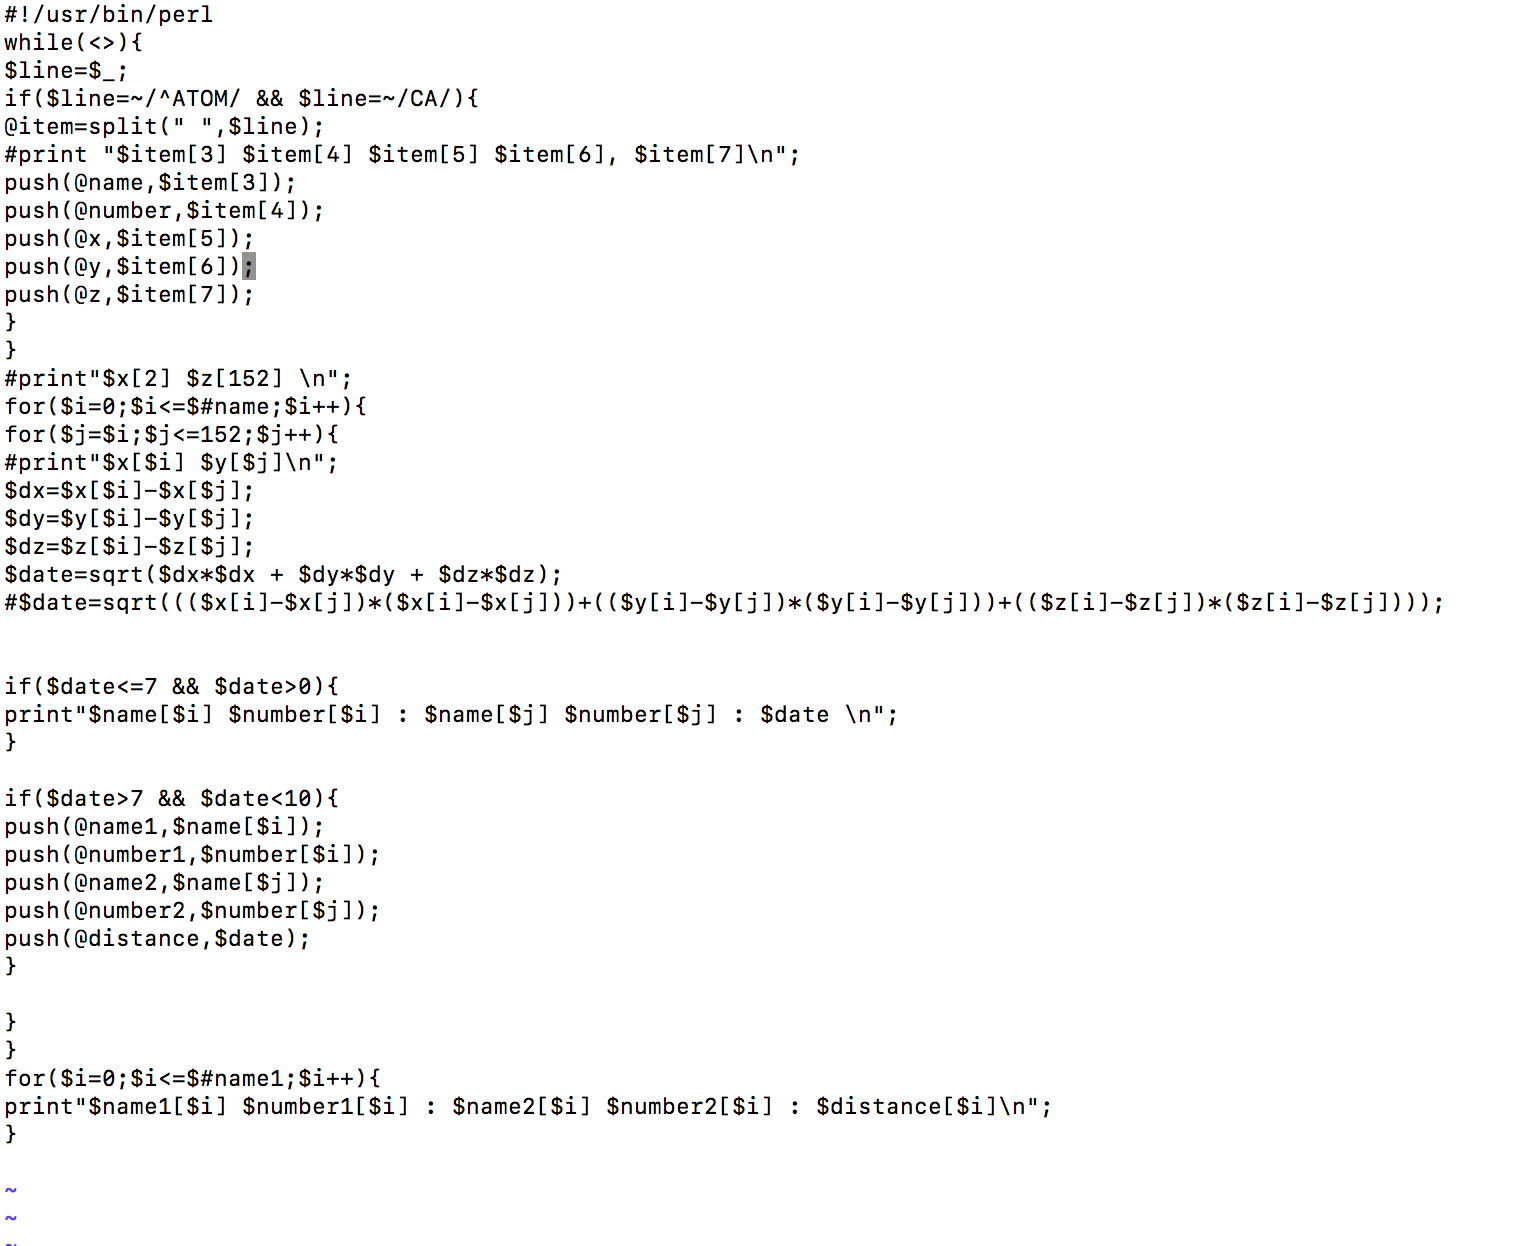 #!/usr/bin/perl
while(<>){
$line=$_;
if($line=~/^ATOM/ && $line=~/CA/){
@item=split(" ",$line);
#print "$item[3] $item[4] $item[5] $item[6], $item[7]\n";
push(@name,$item[3]);
push(@number,$item[4]);
push(@x,$item[5]);
push(@y,$item[6]);
push(@z,$item[7]);
}
}
#print"$x[2] $z[152] \n";
for($i=0;$i<=$#name;$i++){
for($j=$i;$j<=152;$j++){
#print"$x[$i] $y[$j]\n";
$dx=$x[$i]-$x[$j];
$dy=$y[$i]-$y[$j];
$dz=$z[$i]-$z[$j];
$date=sqrt($dx*$dx + $dy*$dy + $dz*$dz);
#$date=sqrt((($x[i]-$x[j])*($x[i]-$x[j]))+(($y[i]-$y[j])*($y[i]-$y[j]))+(($z[i]-$z[j])*($z[i]-$z[j])));
if($date<=7 && $date>0){
print"$name[$i] $number[$i] : $name[$j] $number[$j] : $date \n";
}
if($date>7 && $date<10){
push(@name1,$name[$i]);
push(@number1,$number[$i]);
push(@name2,$name[$j]);
push(@number2,$number[$j]);
push(@distance,$date);
}
}
}
for($i=0;$i<=$#name1;$i++){
print"$name1[$i] $number1[$i] : $name2[$i] $number2[$i] : $distance[$i]\n";
}
~
~
~